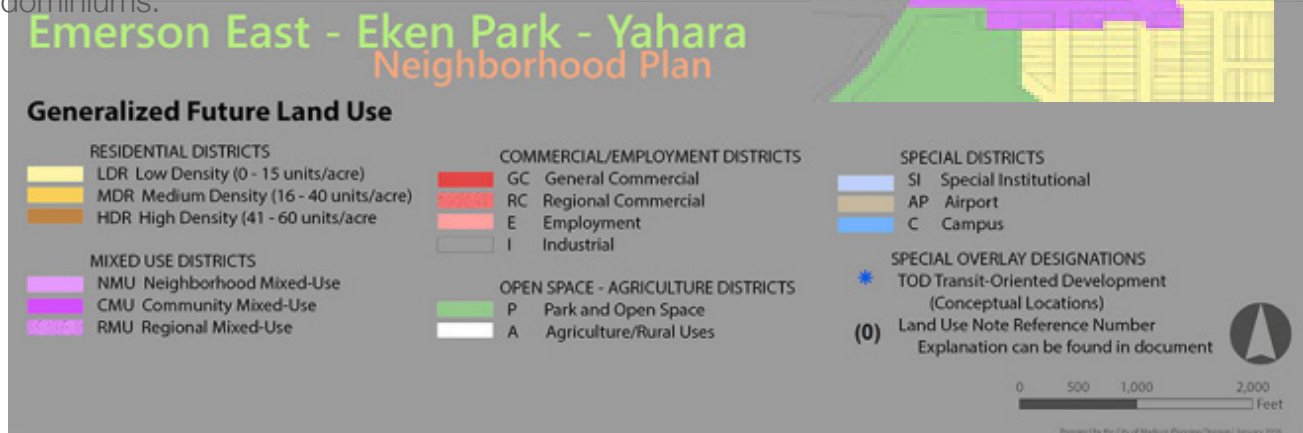 dominiums.
Emerson East - Eken Park - Yahara
Neighborhood Plan
Generalized Future Land Use
RESIDENTIAL DISTRICTS
LDR Low Density (0 - 15 units/acre)
MDR Medium Density (16 - 40 units/acre)
HDR High Density (41 - 60 units/acre
MIXED USE DISTRICTS
NMU Neighborhood Mixed-Use
CMU Community Mixed-Use
RMU Regional Mixed-Use
COMMERCIAL/EMPLOYMENT DISTRICTS
GC General Commercial
RC Regional Commercial
E Employment
I Industrial
OPEN SPACE - AGRICULTURE DISTRICTS
P Park and Open Space
A Agriculture/Rural Uses
SPECIAL DISTRICTS
SI Special Institutional
AP Airport
C Campus
SPECIAL OVERLAY DESIGNATIONS
TOD Transit-Oriented Development
(Conceptual Locations)
(0) Land Use Note Reference Number
Explanation can be found in document
0 500 1,000 2,000
Feet